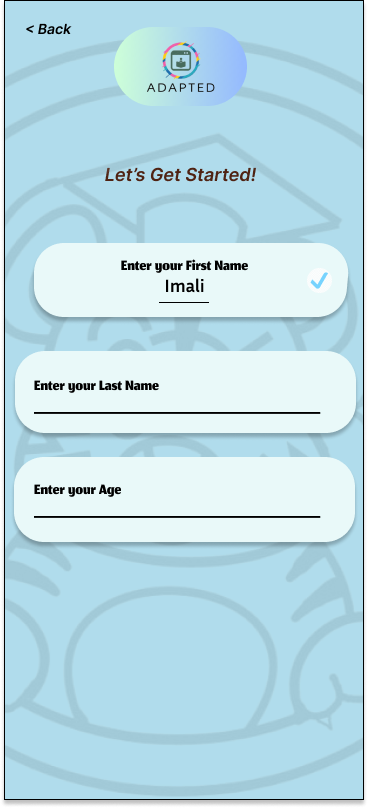 < Back
ADAPTED
Let's Get Started!
Enter your First Name
Imali
Enter your Last Name
Enter your Age